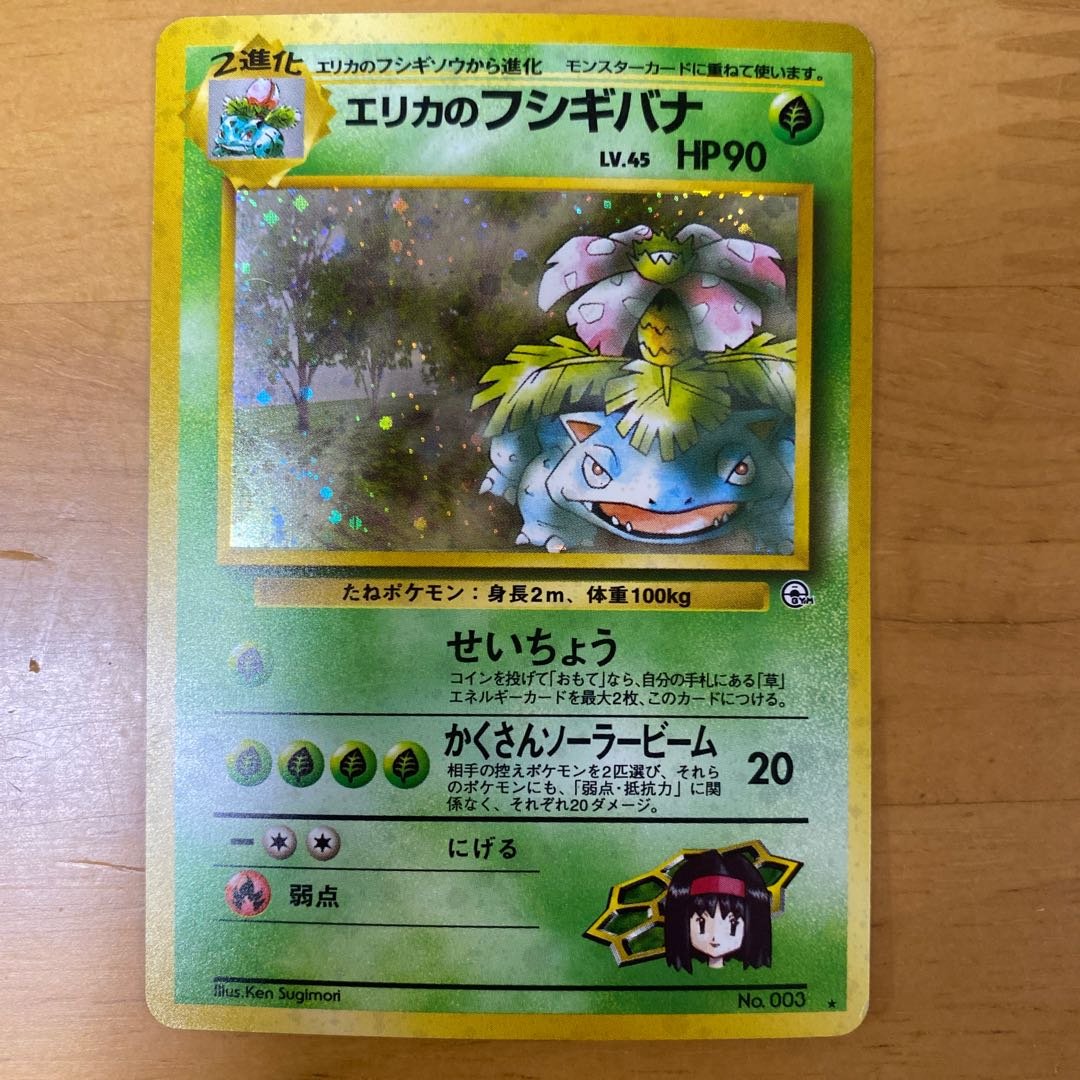 2進化
エリカのフシギソウから進化 モンスターカードに重ねて使います。
エリカのフシギバナ
LV.45 HP90
たねポケモン：身長2m、体重100kg
GYM
せいちょう
コインを投げて「おもて」なら、自分の手札にある「草」
エネルギーカードを最大2枚、このカードにつける。
かくさんソーラービーム
相手の控えポケモンを2匹選び、それら
のポケモンにも、「弱点・抵抗力」に関
係なく、それぞれ20ダメージ。
20
にげる
弱点
Illus.Ken Sugimori
No. 003 ★